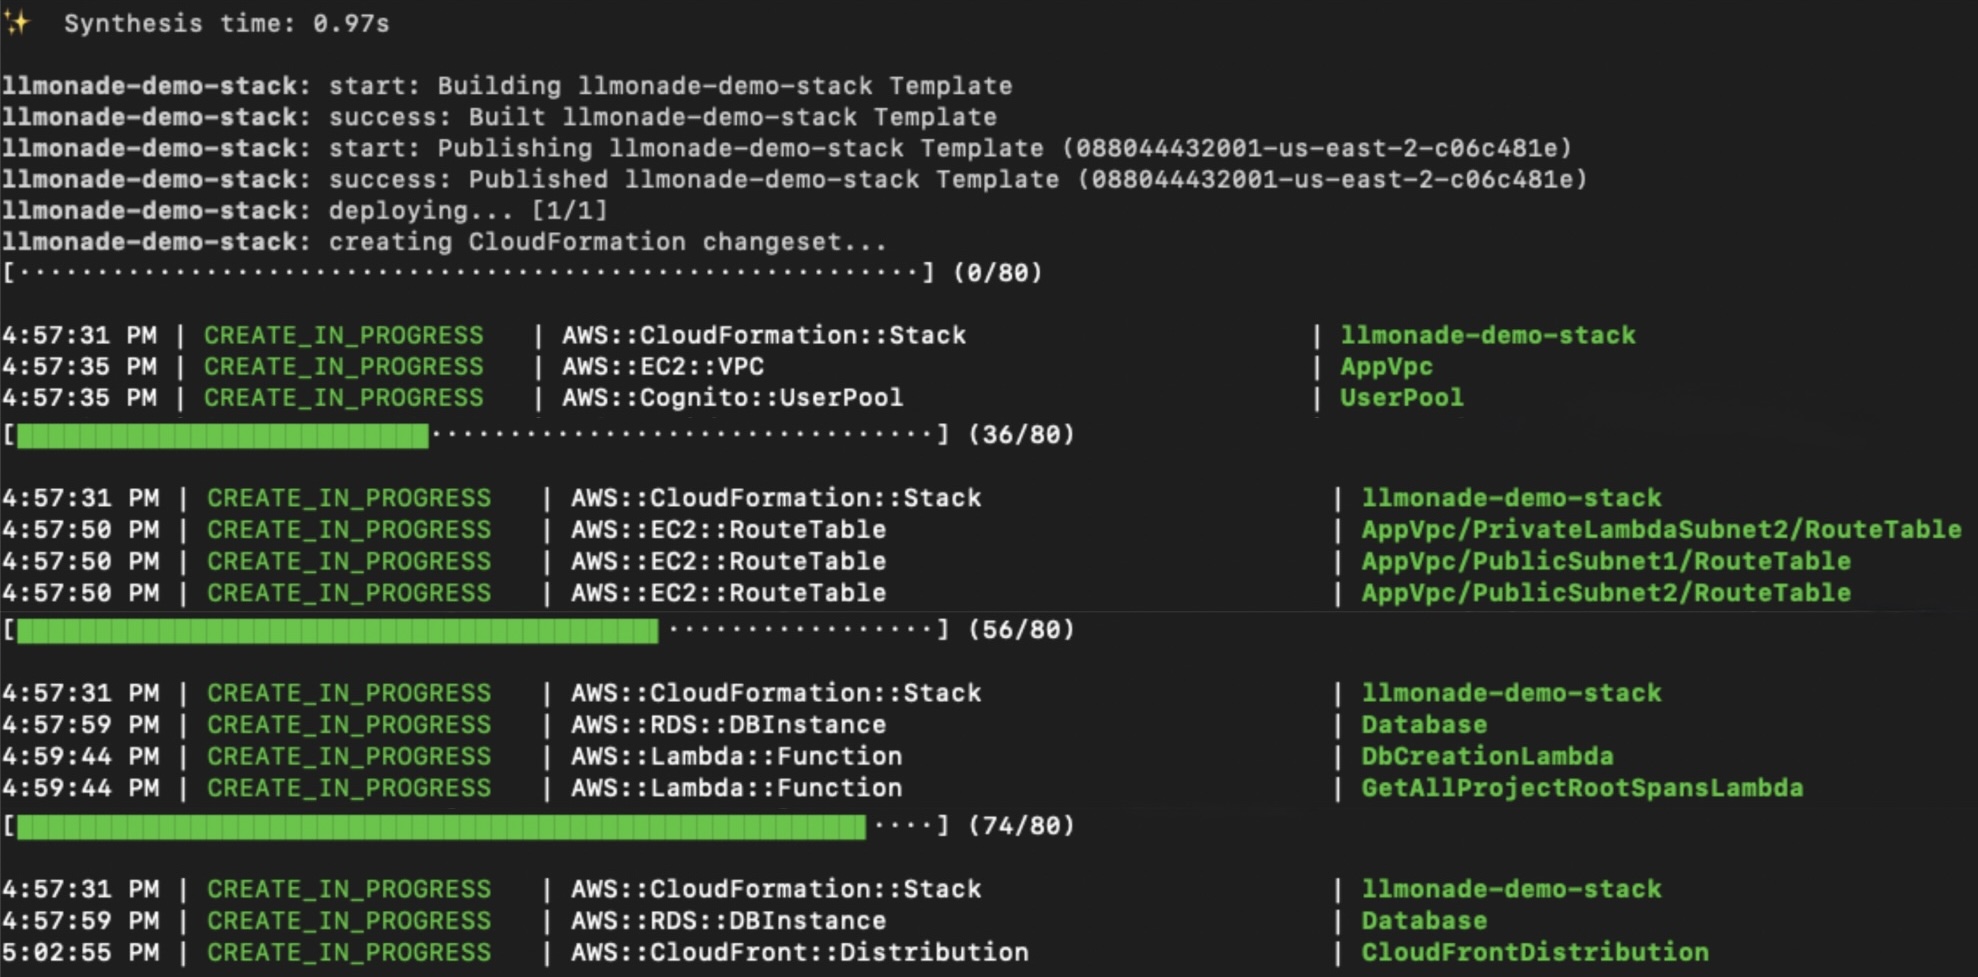 ✨  Synthesis time: 0.97s
llmonade-demo-stack: start: Building llmonade-demo-stack Template
llmonade-demo-stack: success: Built llmonade-demo-stack Template
llmonade-demo-stack: start: Publishing llmonade-demo-stack Template (088044432001-us-east-2-c06c481e)
llmonade-demo-stack: success: Published llmonade-demo-stack Template (088044432001-us-east-2-c06c481e)
llmonade-demo-stack: deploying... [1/1]
llmonade-demo-stack: creating CloudFormation changeset...
[··························································] (0/80)
4:57:31 PM | CREATE_IN_PROGRESS | AWS::CloudFormation::Stack | llmonade-demo-stack
4:57:35 PM | CREATE_IN_PROGRESS | AWS::EC2::VPC | AppVpc
4:57:35 PM | CREATE_IN_PROGRESS | AWS::Cognito::UserPool | UserPool
[██████████████████████████································] (36/80)
4:57:31 PM | CREATE_IN_PROGRESS | AWS::CloudFormation::Stack | llmonade-demo-stack
4:57:50 PM | CREATE_IN_PROGRESS | AWS::EC2::RouteTable | AppVpc/PrivateLambdaSubnet2/RouteTable
4:57:50 PM | CREATE_IN_PROGRESS | AWS::EC2::RouteTable | AppVpc/PublicSubnet1/RouteTable
4:57:50 PM | CREATE_IN_PROGRESS | AWS::EC2::RouteTable | AppVpc/PublicSubnet2/RouteTable
[█████████████████████████████████████████·················] (56/80)
4:57:31 PM | CREATE_IN_PROGRESS | AWS::CloudFormation::Stack | llmonade-demo-stack
4:57:59 PM | CREATE_IN_PROGRESS | AWS::RDS::DBInstance | Database
4:59:44 PM | CREATE_IN_PROGRESS | AWS::Lambda::Function | DbCreationLambda
4:59:44 PM | CREATE_IN_PROGRESS | AWS::Lambda::Function | GetAllProjectRootSpansLambda
[██████████████████████████████████████████████████████····] (74/80)
4:57:31 PM | CREATE_IN_PROGRESS | AWS::CloudFormation::Stack | llmonade-demo-stack
4:57:59 PM | CREATE_IN_PROGRESS | AWS::RDS::DBInstance | Database
5:02:55 PM | CREATE_IN_PROGRESS | AWS::CloudFront::Distribution | CloudFrontDistribution